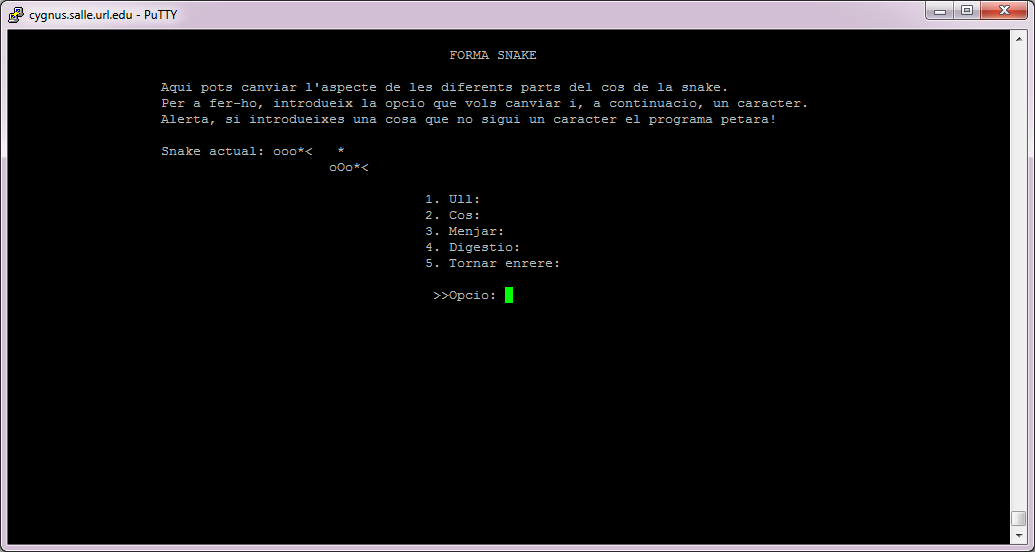 cygnus.salle.url.edu - PuTTY
FORMA SNAKE
Aqui pots canviar l'aspecte de les diferents parts del cos de la snake.
Per a fer-ho, introdueix la opcio que vols canviar i, a continuacio, un caracter.
Alerta, si introdueixes una cosa que no sigui un caracter el programa petara!
Snake actual: ooo*<   *
oOo*<
1. Ull:
2. Cos:
3. Menjar:
4. Digestio:
5. Tornar enrere:
>>Opcio: